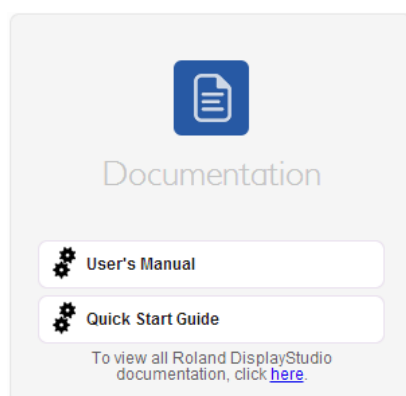 Documentation
User's Manual
Quick Start Guide
To view all Roland DisplayStudio
documentation, click here.